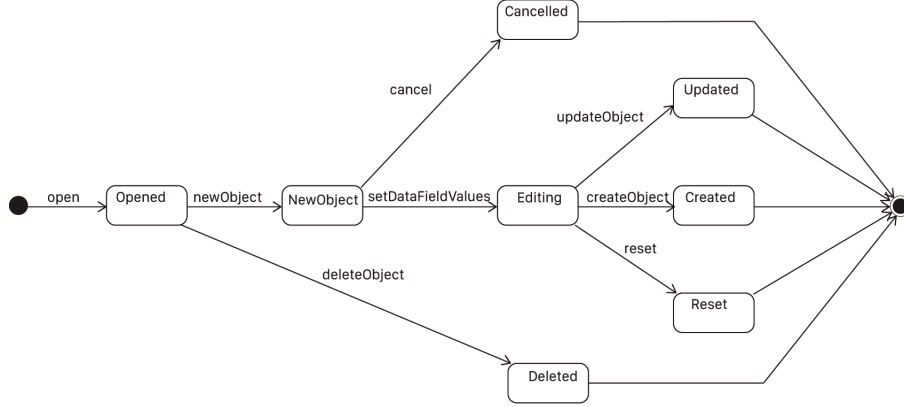 Cancelled
cancel
Updated
updateObject
open
Opened
newObject
NewObject
setDataFieldValues
Editing
createObject
Created
reset
deleteObject
Reset
Deleted